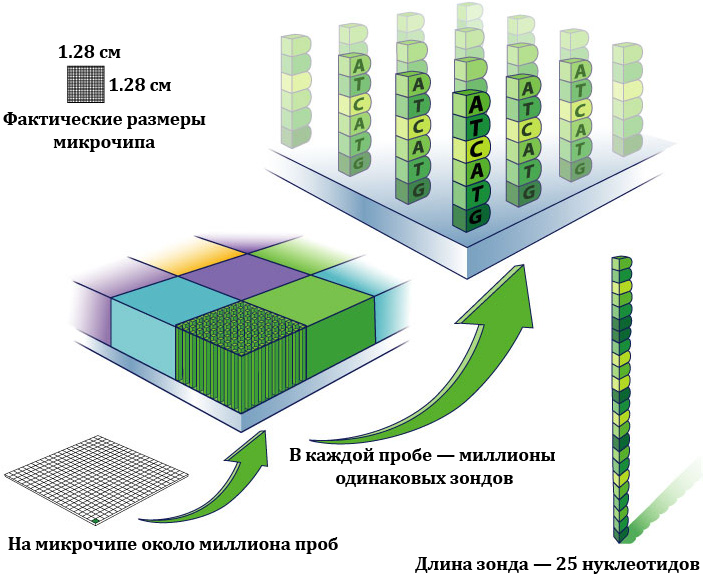 1.28 см
1.28 см
Фактические размеры
микрочипа
A
T
C
A
T
G
A
T
C
A
T
G
A
T
C
A
T
G
A
T
C
A
T
G
A
T
C
A
T
G
В каждой пробе — миллионы
одинаковых зондов
На микрочипе около миллиона проб
Длина зонда — 25 нуклеотидов